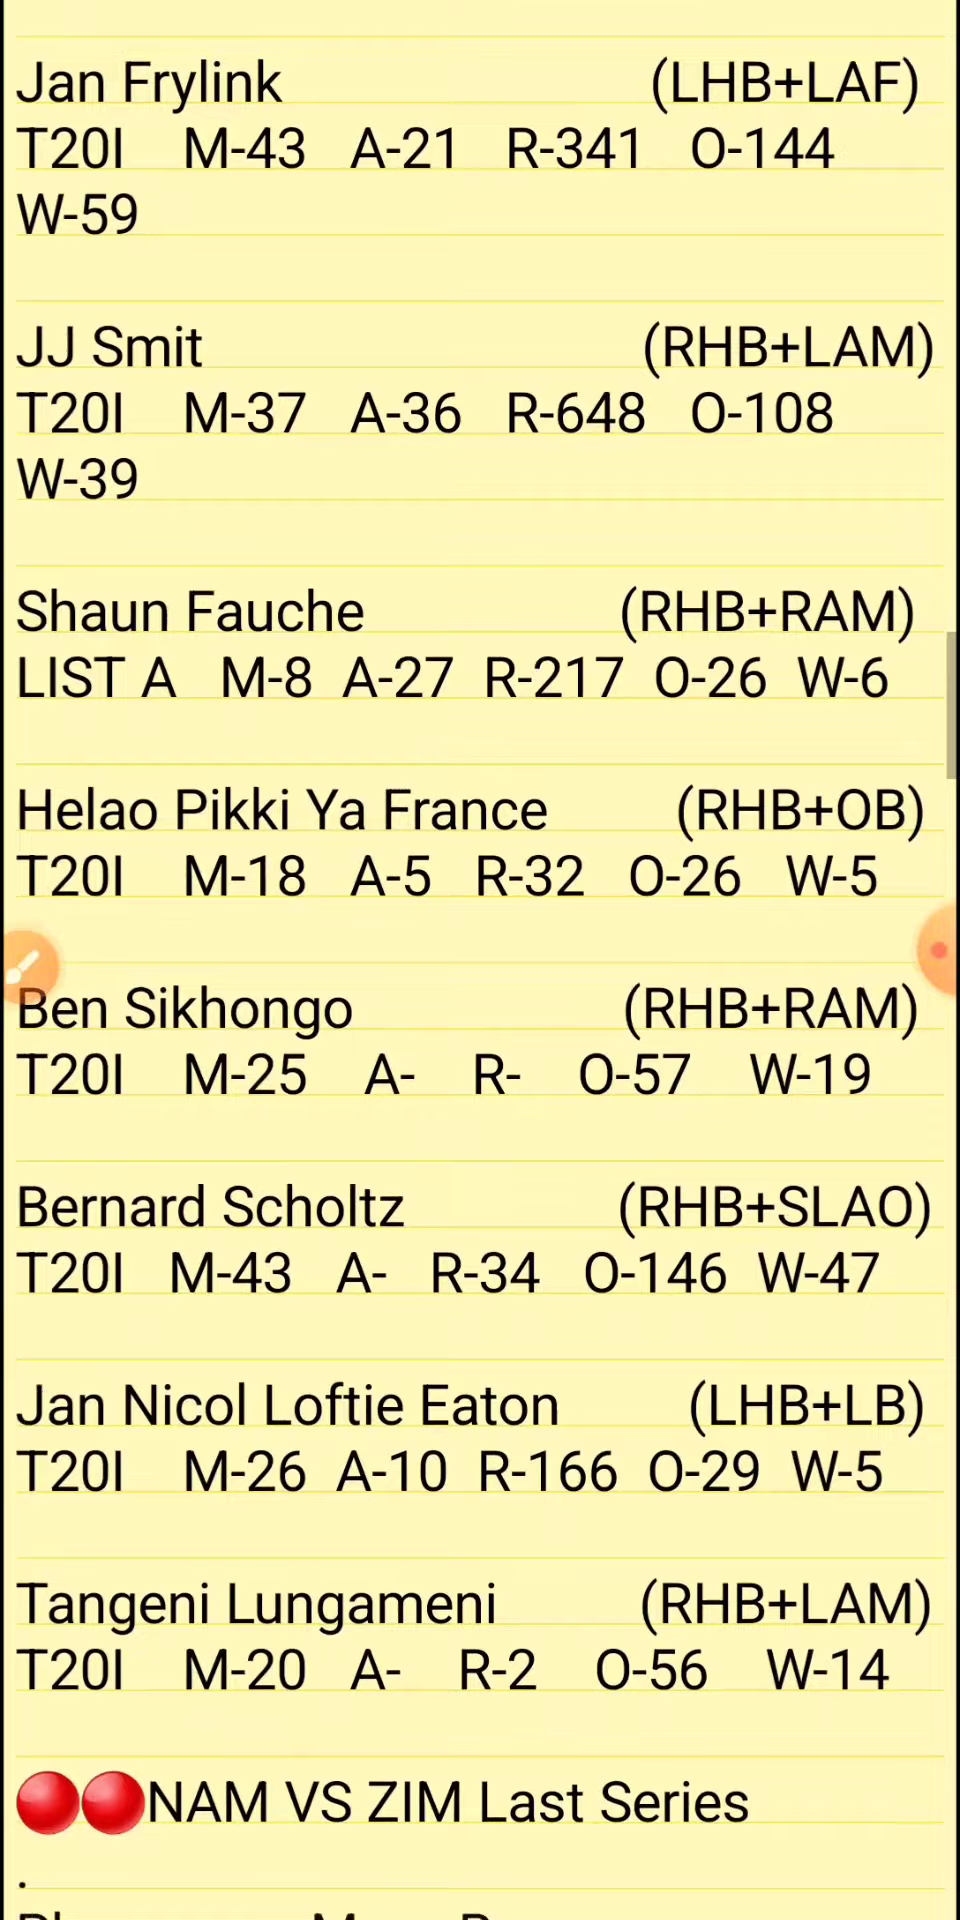 Jan Frylink (LHB+LAF)
T20I M-43 A-21 R-341 O-144
W-59
JJ Smit (RHB+LAM)
T20I M-37 A-36 R-648 O-108
W-39
Shaun Fauche (RHB+RAM)
LIST A M-8 A-27 R-217 O-26 W-6
Helao Pikki Ya France (RHB+OB)
T20I M-18 A-5 R-32 O-26 W-5
Ben Sikhongo (RHB+RAM)
T20I M-25 A- R- O-57 W-19
Bernard Scholtz (RHB+SLAO)
T20I M-43 A- R-34 O-146 W-47
Jan Nicol Loftie Eaton (LHB+LB)
T20I M-26 A-10 R-166 O-29 W-5
Tangeni Lungameni (RHB+LAM)
T20I M-20 A- R-2 O-56 W-14
🔴🔴NAM VS ZIM Last Series
.